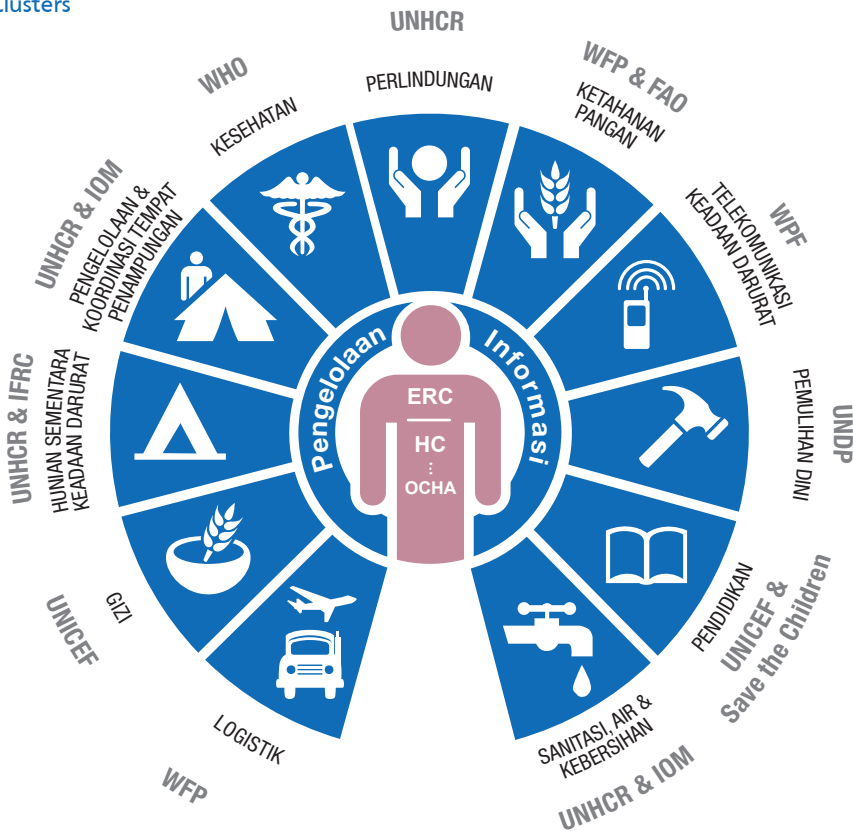 Clusters
UNHCR
PERLINDUNGAN
WFP & FAO
KETAHANAN
PANGAN
WPF
TELEKOMUNIKASI
KEADAAN DARURAT
UNDP
PEMULIHAN DINI
UNICEF &
Save the Children
PENDIDIKAN
UNHCR & IOM
SANITASI, AIR &
KEBERSIHAN
WFP
LOGISTIK
UNICEF
GIZI
UNHCR & IFRC
HUNIAN SEMENTARA
KEADAAN DARURAT
UNHCR & IOM
PENGELOLAAN &
KOORDINASI TEMPAT
PENAMPUNGAN
WHO
KESEHATAN
Pengelolaan Informasi
ERC
HC
OCHA